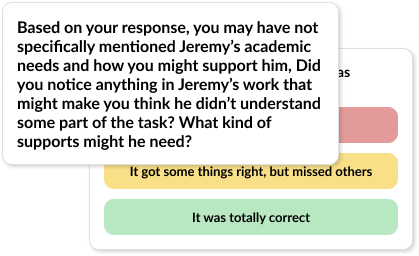 Based on your response, you may have not
specifically mentioned Jeremy’s academic
needs and how you might support him, Did
you notice anything in Jeremy’s work that
might make you think he didn’t understand
some part of the task? What kind of
supports might he need?
as
It got some things right, but missed others
It was totally correct